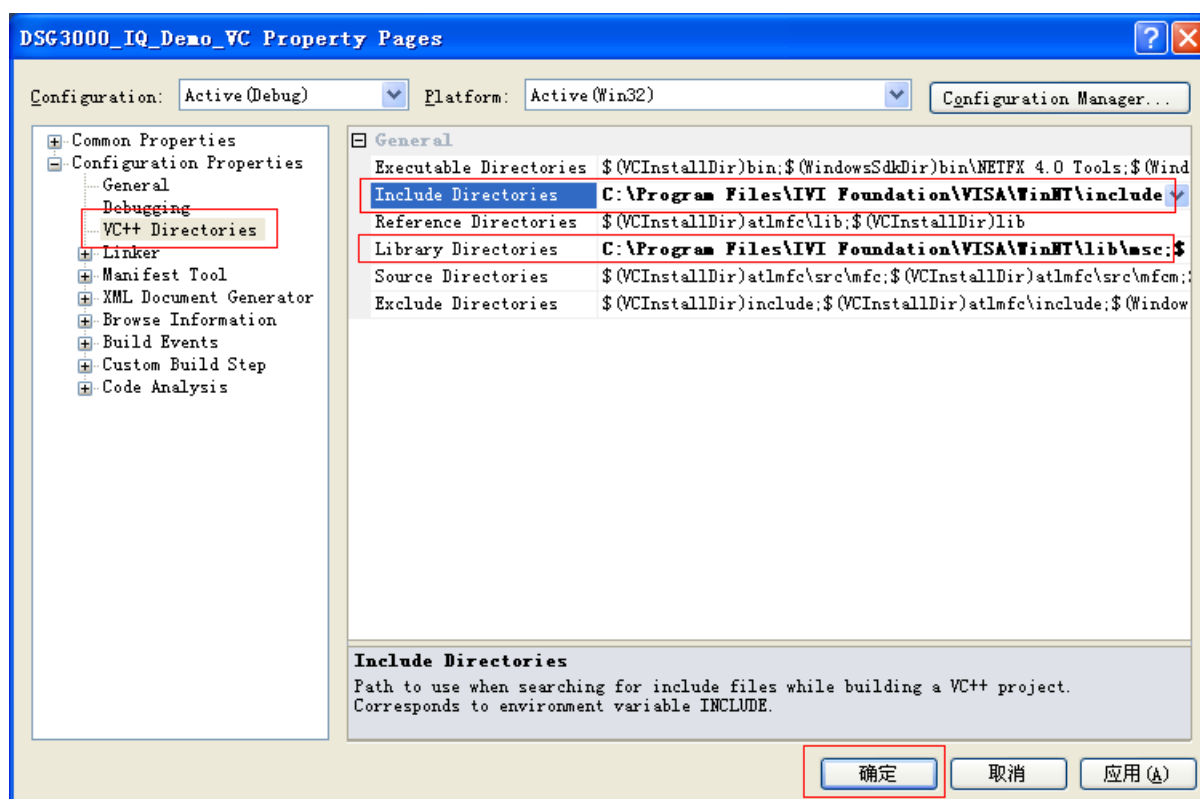 DSG3000_IQ_Demo_VC Property Pages
Configuration: Active(Debug) Platform: Active(Win32) Configuration Manager...
Common Properties
Configuration Properties
General
Debugging
VC++ Directories
Linker
Manifest Tool
XML Document Generator
Browse Information
Build Events
Custom Build Step
Code Analysis
General
Executable Directories $(VCInstallDir)bin;$(WindowsSdkDir)bin\NETFX 4.0 Tools;$(Wind
Include Directories C:\Program Files\IVI Foundation\VISA\WinNT\include
Reference Directories $(VCInstallDir)atlmfc\lib;$(VCInstallDir)lib
Library Directories C:\Program Files\IVI Foundation\VISA\WinNT\lib\msc;$
Source Directories $(VCInstallDir)atlmfc\src\mfc;$(VCInstallDir)atlmfc\src\mfcm;
Exclude Directories $(VCInstallDir)include;$(VCInstallDir)atlmfc\include;$(Window
Include Directories
Path to use when searching for include files while building a VC++ project.
Corresponds to environment variable INCLUDE.
确定 取消 应用(A)